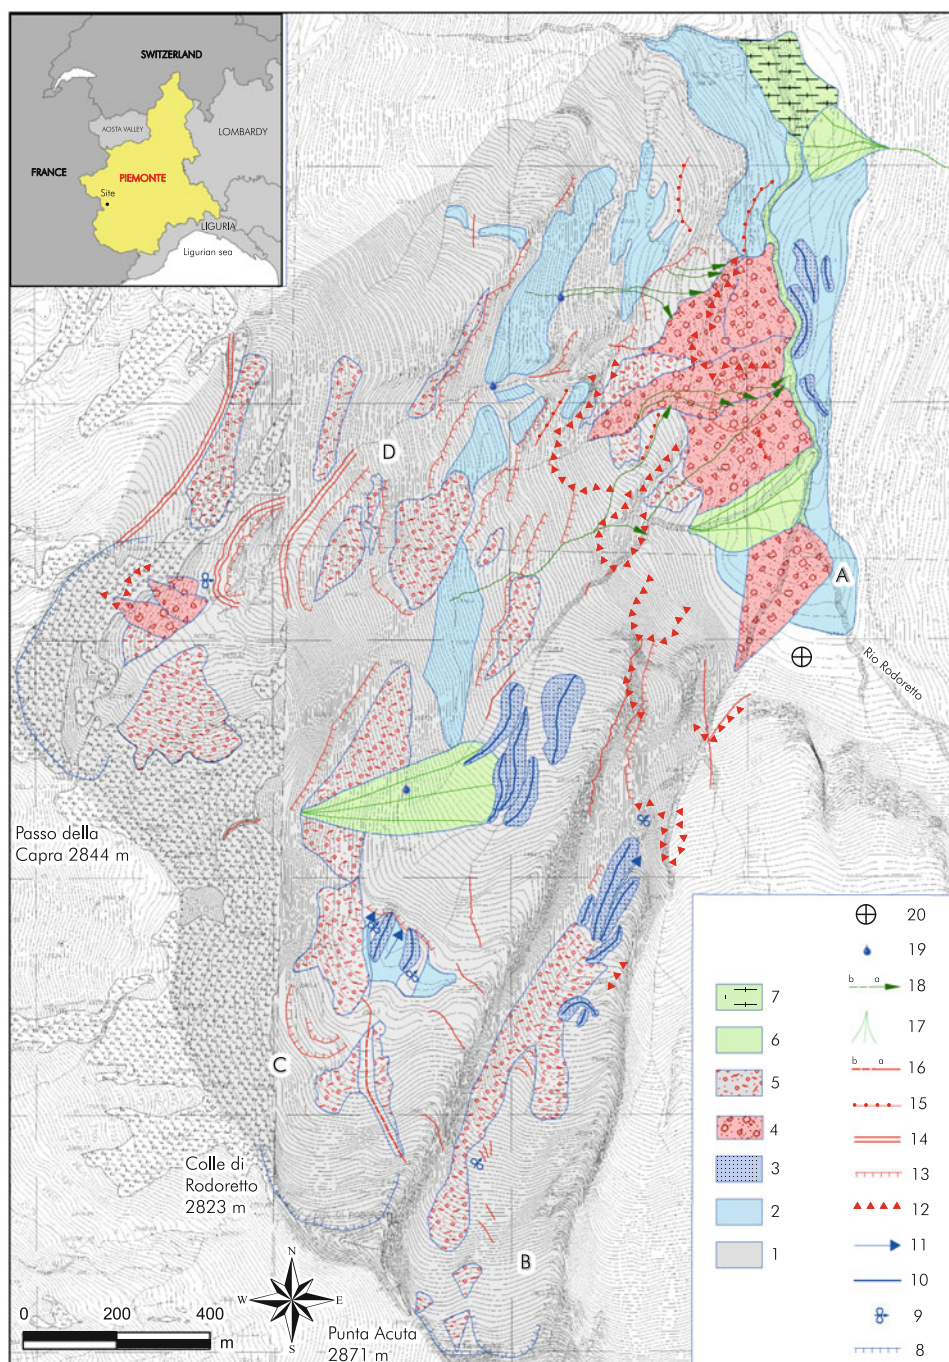 SWITZERLAND
AOSTA VALLEY
LOMBARDY
FRANCE
PIEMONTE
Site
LIGURIA
Ligurian sea
D
A
Rio Rodoretto
Passo della
Capra 2844 m
C
Colle di
Rodoretto
2823 m
B
N
W E
S
0 200 400
m
Punta Acuta
2871 m
7
6
5
4
3
2
1
20
19
b a 18
17
b a 16
15
14
13
12
11
10
9
8